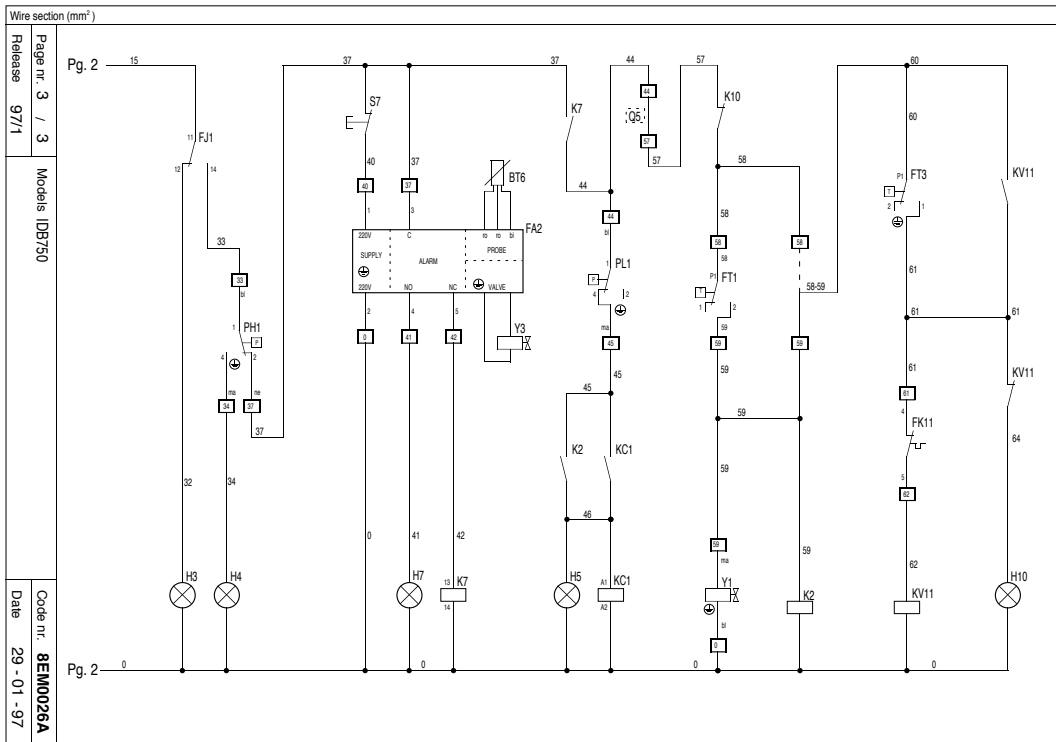 Wire section (mm²)
Page nr. 3 / 3
Release 97/1
Models IDB750
Code nr. 8EM0026A
Date 29 - 01 - 97
Pg. 2
15
37
37
44
57
60
11
FJ1
12
14
33
33
bl
1
PH1
P
4
2
ma
ne
34
37
37
32
34
H3
H4
S7
40
37
40
37
1
3
BT6
ro
ro
bi
FA2
220V
C
SUPPLY
ALARM
PROBE
VALVE
220V
NO
NC
2
4
5
0
41
42
Y3
0
41
42
H7
13
K7
14
K7
44
44
bl
1
PL1
P
4
2
ma
45
45
45
K2
KC1
46
H5
A1
KC1
A2
44
Q5
57
57
K10
58
58
58
58
58
P1
FT1
T
1
2
59
59
58-59
59
59
59
59
ma
Y1
bl
0
59
K2
60
P1
FT3
T
2
1
61
61
61
61
61
4
FK11
5
62
62
KV11
KV11
KV11
64
H10
Pg. 2
0
0
0
0